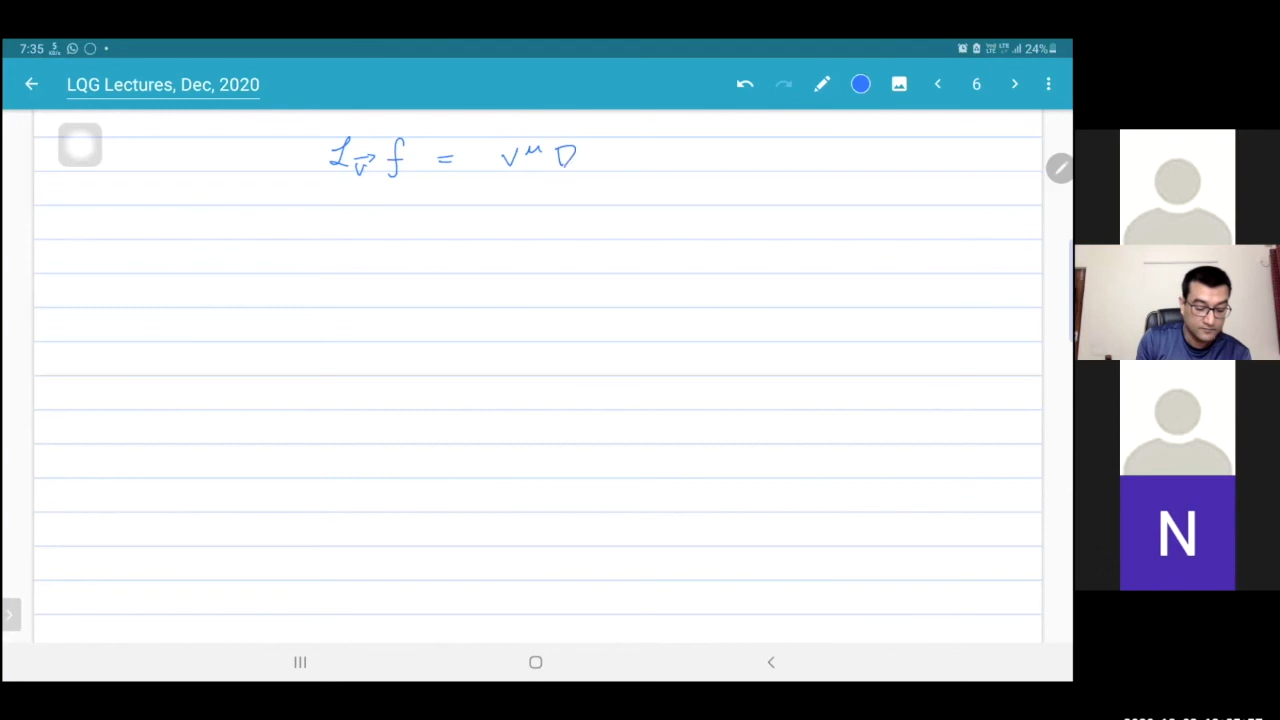 7:35
24%
LQG Lectures, Dec, 2020
6
ℒ_v⃗ f = v^μ D
N